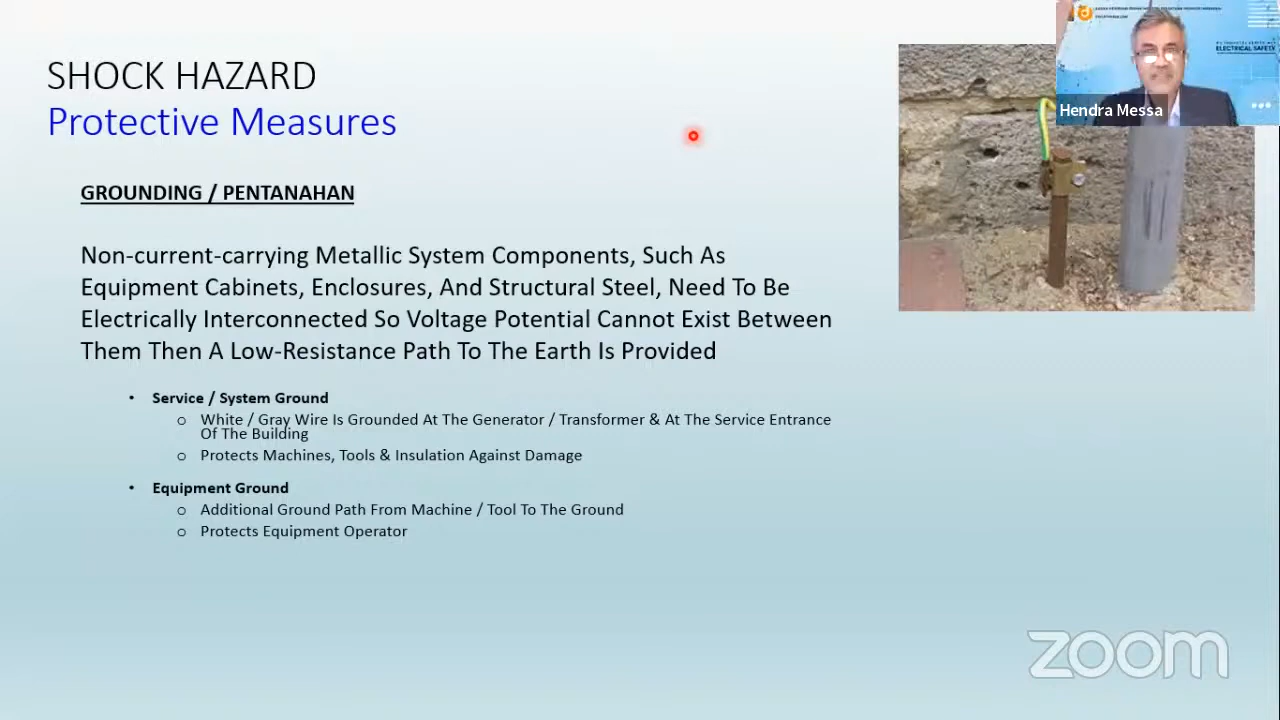 SHOCK HAZARD
Protective Measures
GROUNDING / PENTANAHAN
Non-current-carrying Metallic System Components, Such As
Equipment Cabinets, Enclosures, And Structural Steel, Need To Be
Electrically Interconnected So Voltage Potential Cannot Exist Between
Them Then A Low-Resistance Path To The Earth Is Provided
• Service / System Ground
o White / Gray Wire Is Grounded At The Generator / Transformer & At The Service Entrance
Of The Building
o Protects Machines, Tools & Insulation Against Damage
• Equipment Ground
o Additional Ground Path From Machine / Tool To The Ground
o Protects Equipment Operator
ELECTRICAL SAFETY
Hendra Messa
zoom